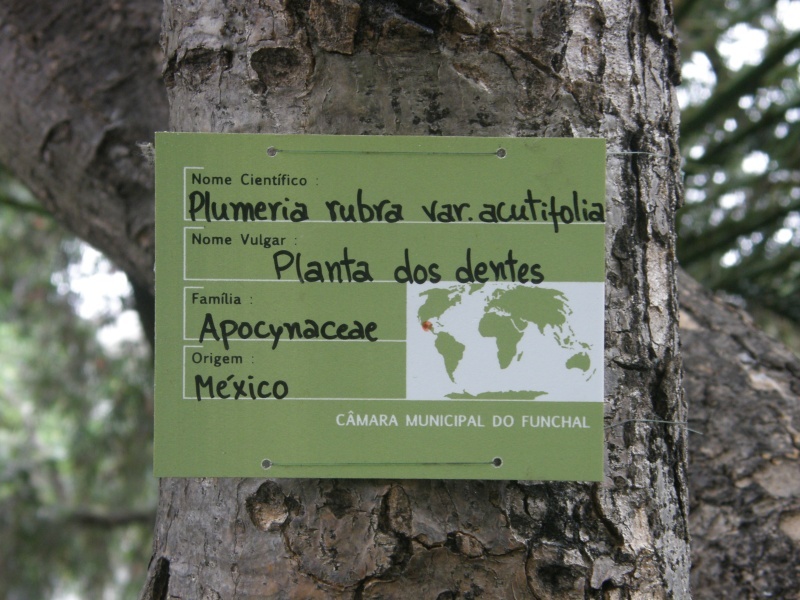 Nome Científico :
Plumeria rubra var. acutifolia
Nome Vulgar :
Planta dos dentes
Família :
Apocynaceae
Origem :
México
CÂMARA MUNICIPAL DO FUNCHAL